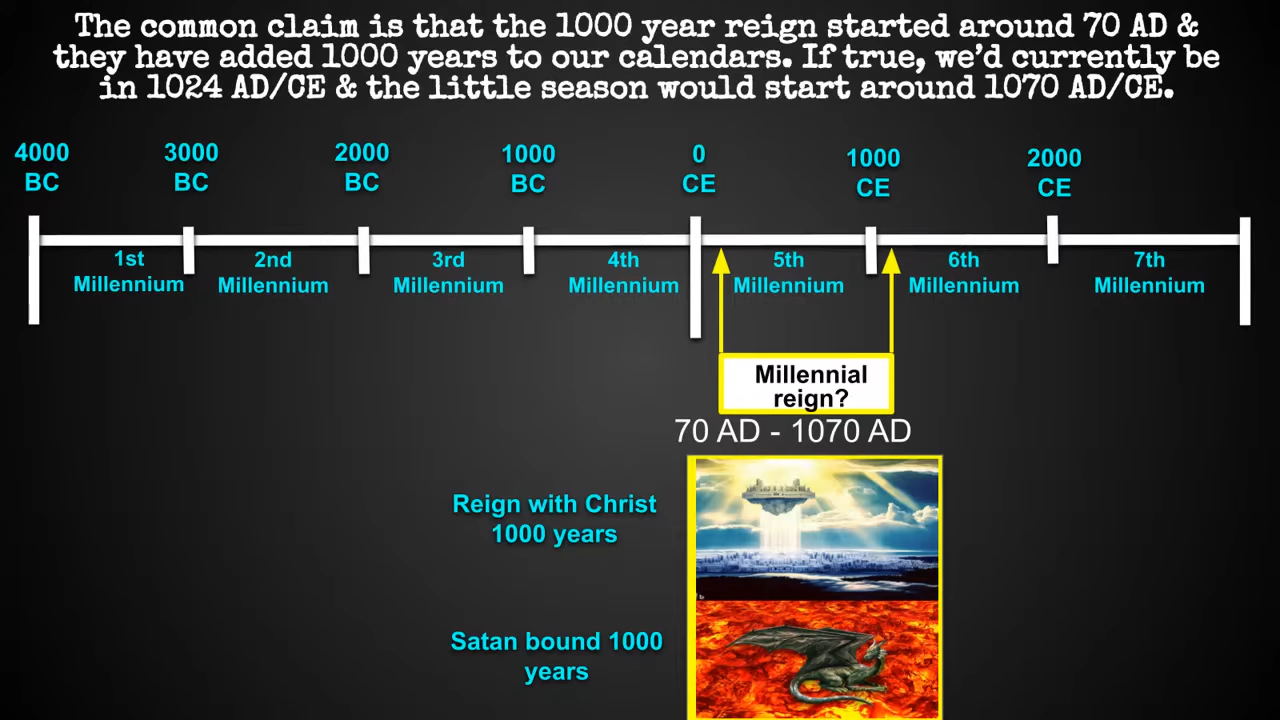 The common claim is that the 1000 year reign started around 70 AD &
they have added 1000 years to our calendars. If true, we'd currently be
in 1024 AD/CE & the little season would start around 1070 AD/CE.
4000 BC
3000 BC
2000 BC
1000 BC
0 CE
1000 CE
2000 CE
1st Millennium
2nd Millennium
3rd Millennium
4th Millennium
5th Millennium
6th Millennium
7th Millennium
Millennial
reign?
70 AD - 1070 AD
Reign with Christ
1000 years
Satan bound 1000
years